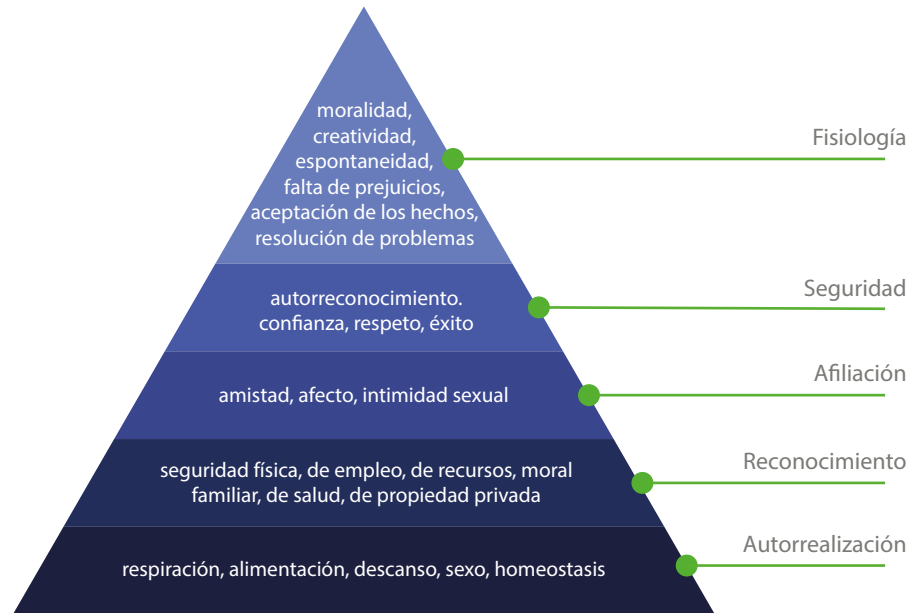 moralidad,
creatividad,
espontaneidad,
falta de prejuicios,
aceptación de los hechos,
resolución de problemas
Fisiología
autorreconocimiento.
confianza, respeto, éxito
Seguridad
amistad, afecto, intimidad sexual
Afiliación
seguridad física, de empleo, de recursos, moral
familiar, de salud, de propiedad privada
Reconocimiento
respiración, alimentación, descanso, sexo, homeostasis
Autorrealización